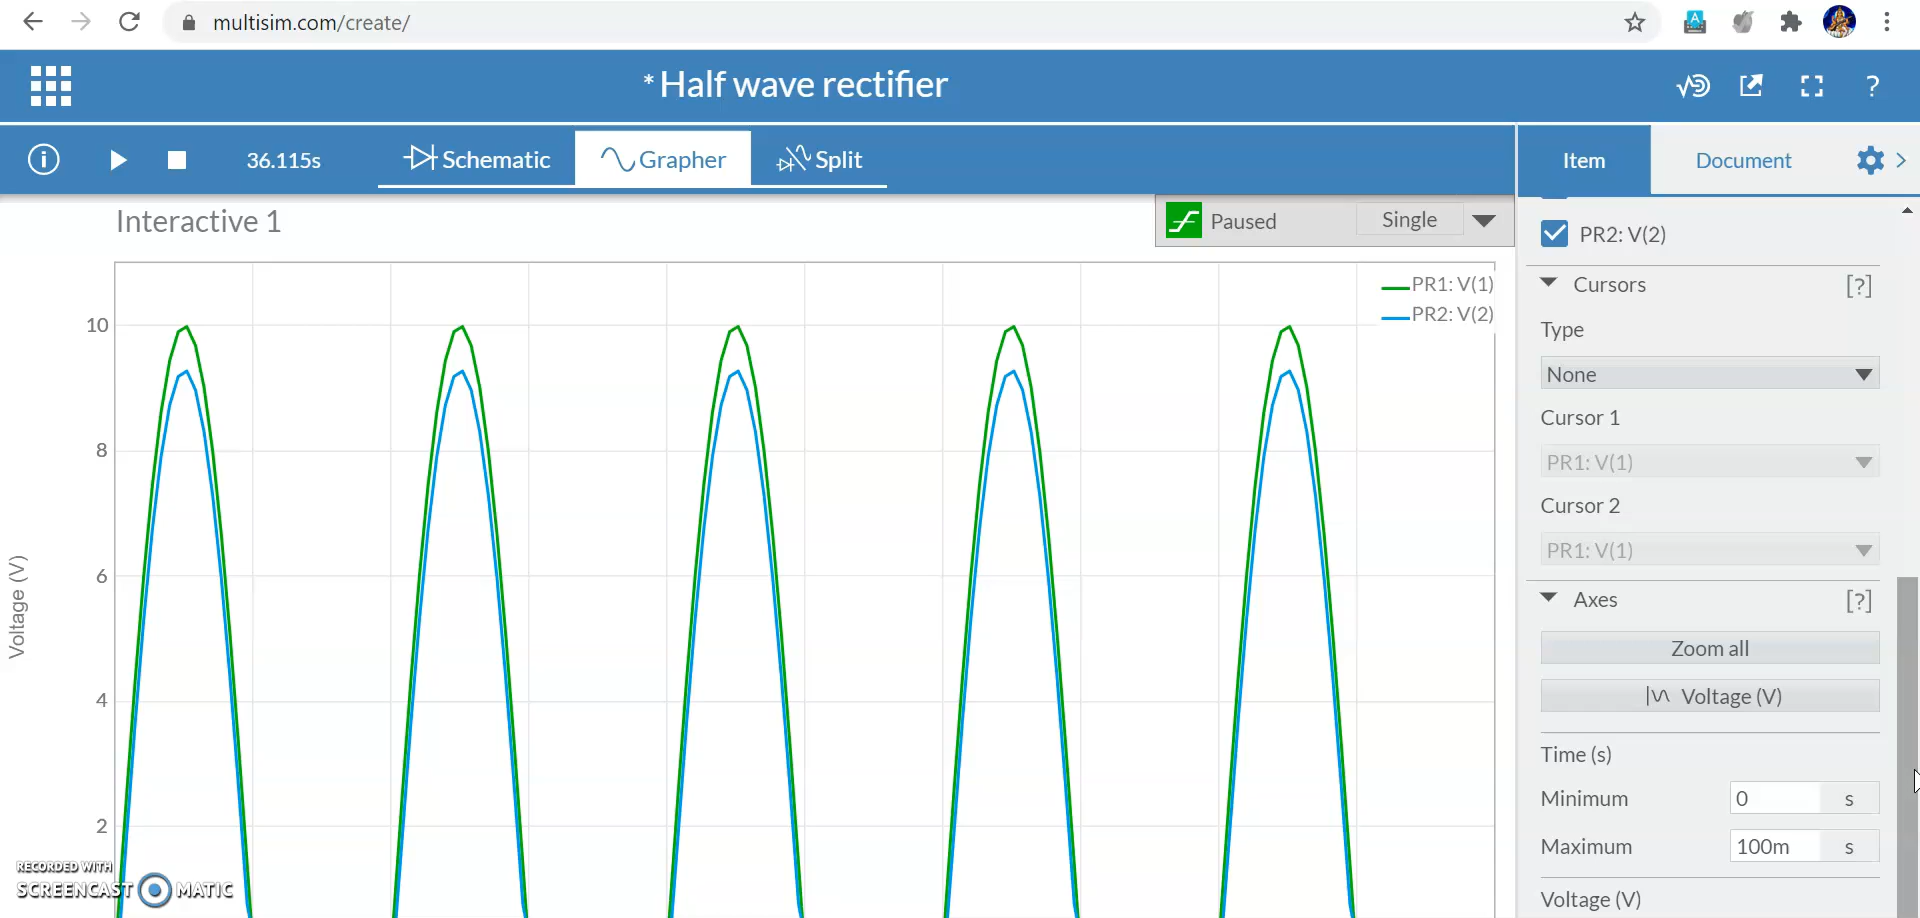 multisim.com/create/
* Half wave rectifier
?
36.115s
Schematic
Grapher
Split
Item
Document
Interactive 1
Paused
Single
PR2: V(2)
PR1: V(1)
PR2: V(2)
Cursors
[?]
Type
None
Cursor 1
PR1: V(1)
Cursor 2
PR1: V(1)
Axes
[?]
Zoom all
Voltage (V)
Time (s)
Minimum
0
s
Maximum
100m
s
Voltage (V)
10
8
6
4
2
Voltage (V)
RECORDED WITH
SCREENCAST MATIC